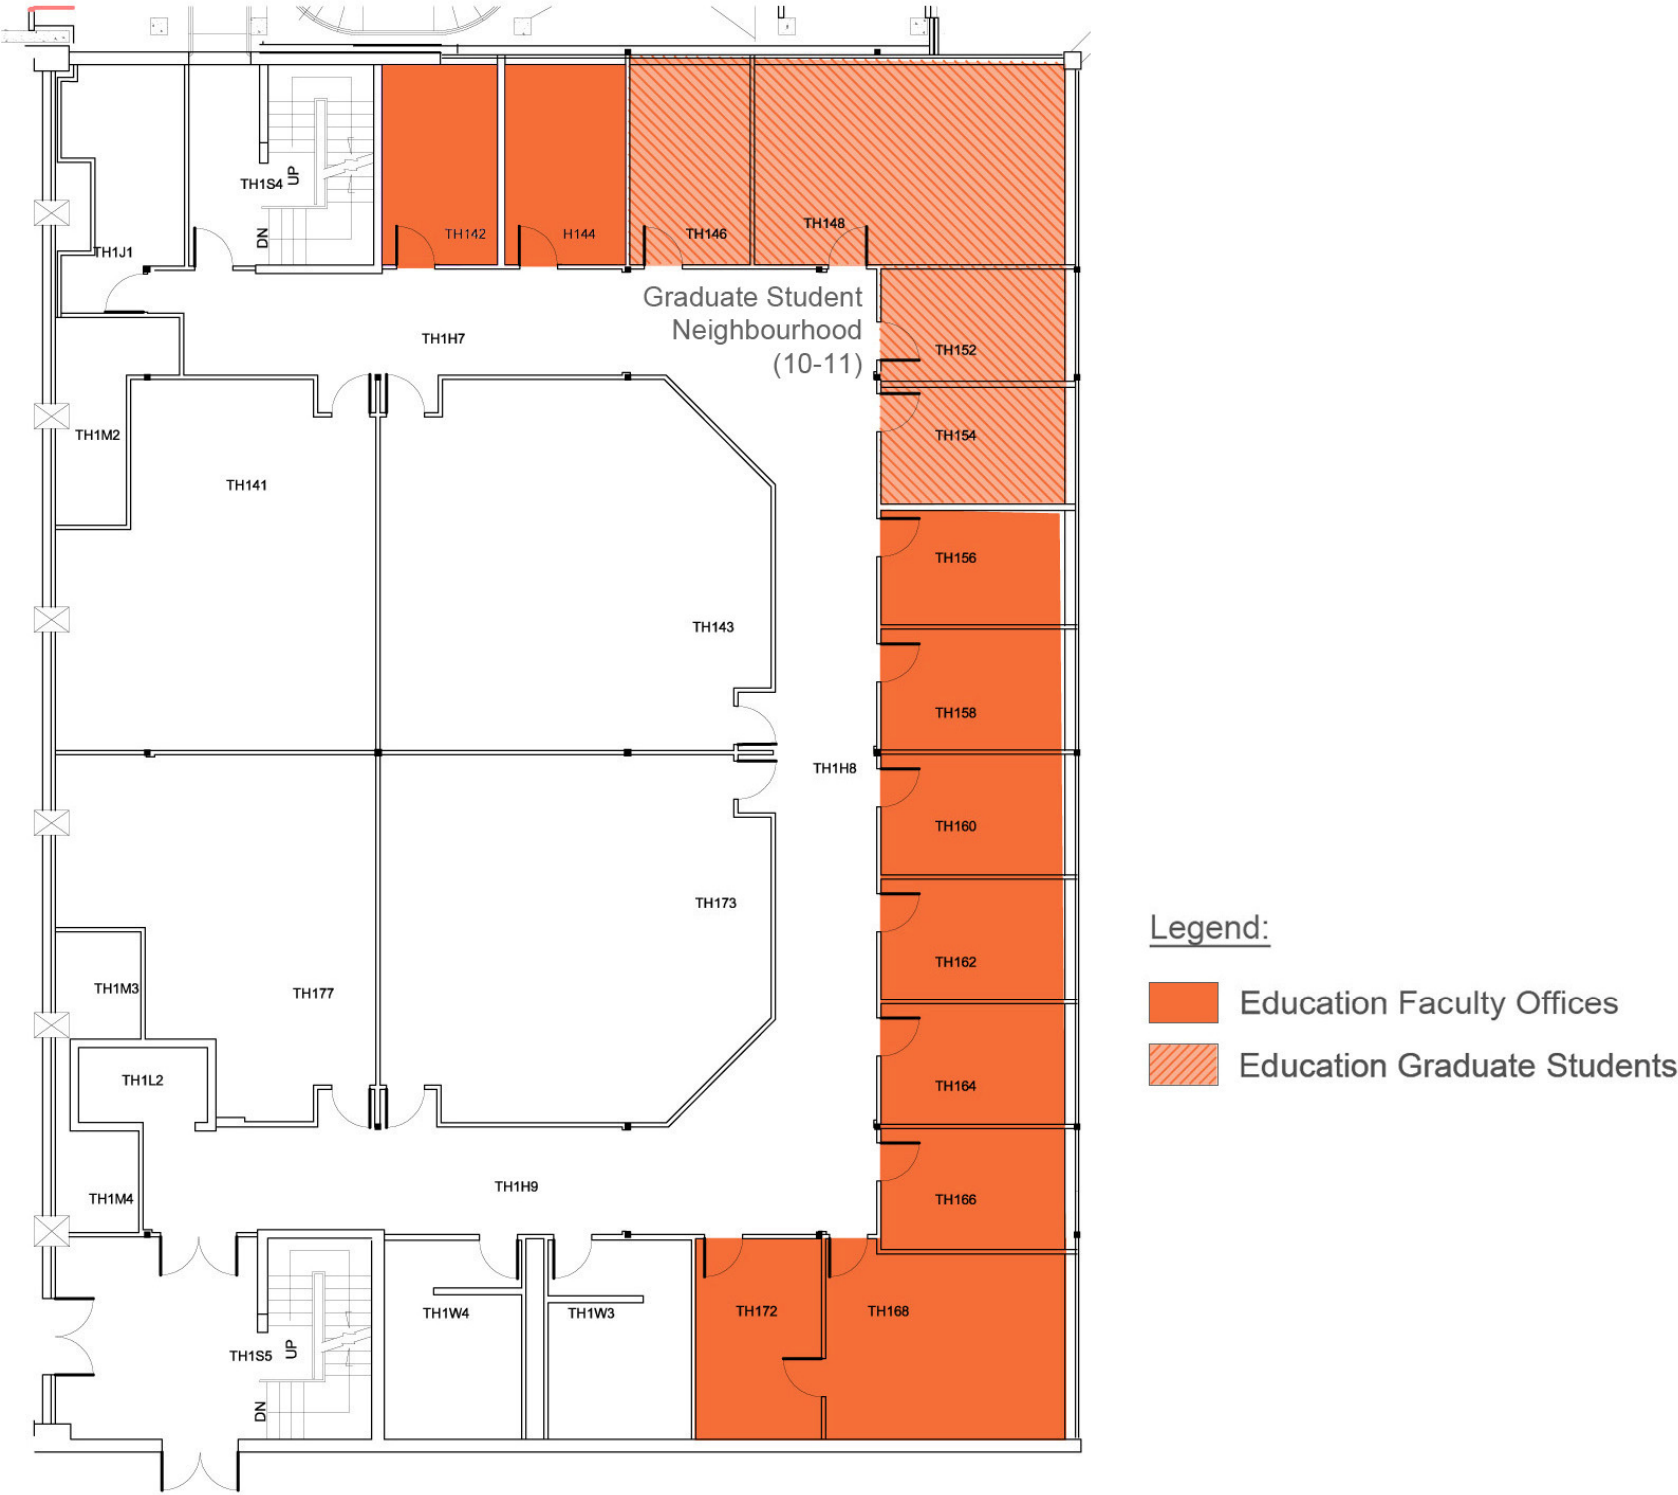 TH1S4
UP
DN
TH1J1
TH142
H144
TH146
TH148
Graduate Student
Neighbourhood
(10-11)
TH1H7
TH152
TH1M2
TH154
TH141
TH156
TH143
TH158
TH1H8
TH160
TH173
TH162
TH1M3
TH177
Legend:
Education Faculty Offices
Education Graduate Students
TH1L2
TH164
TH1M4
TH1H9
TH166
TH1W4
TH1W3
TH172
TH168
TH1S5
UP
DN